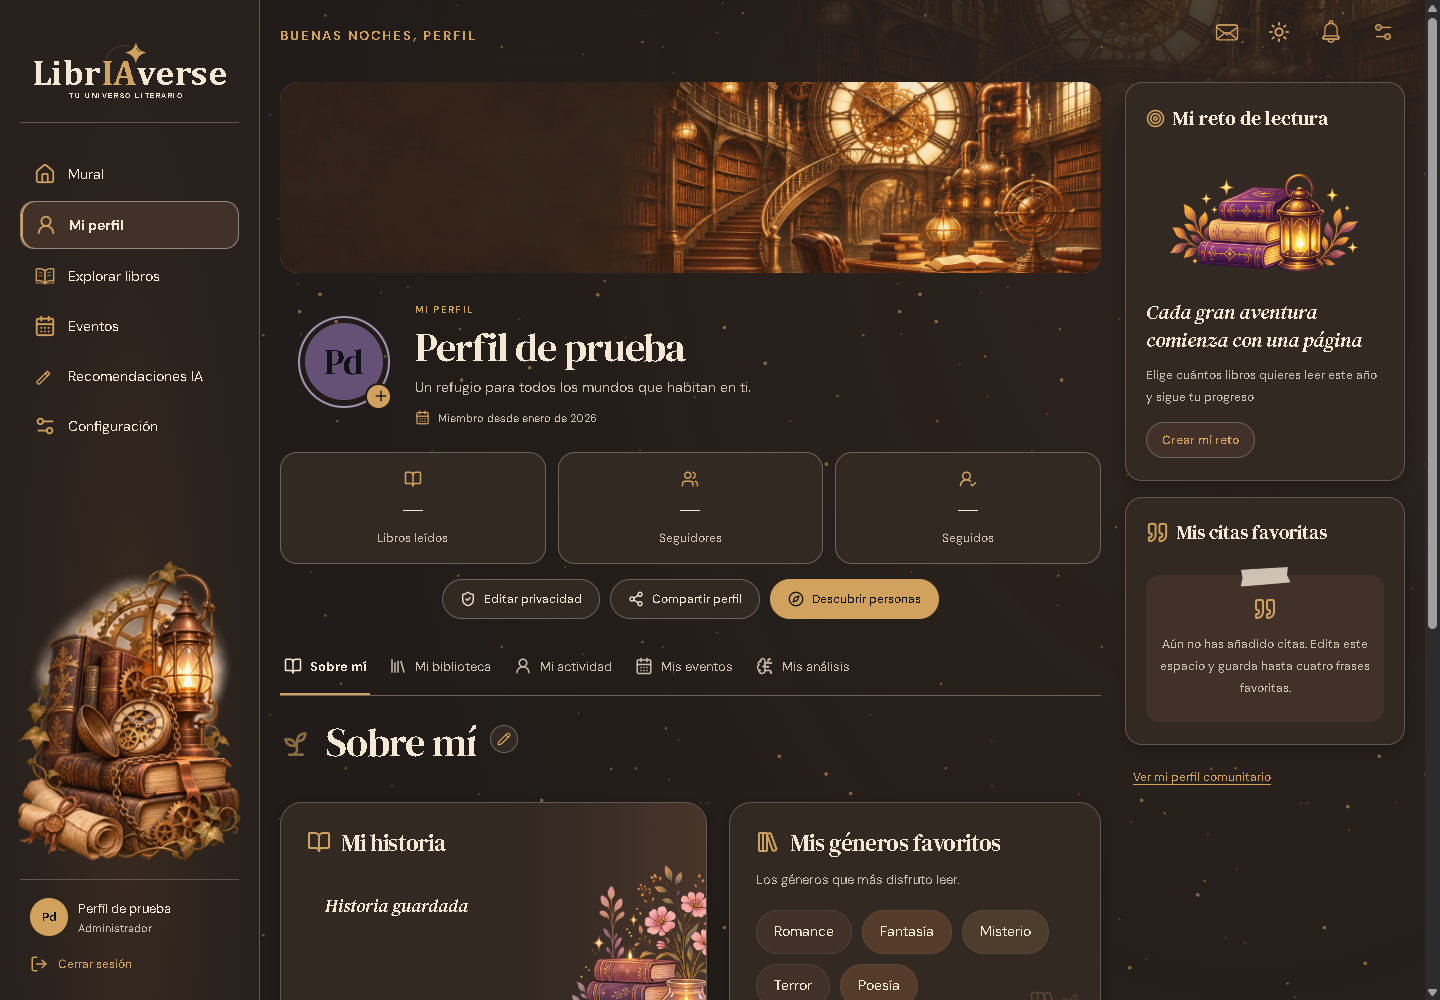 LibrIAverse
TU UNIVERSO LITERARIO
Mural
Mi perfil
Explorar libros
Eventos
Recomendaciones IA
Configuración
Pd
Perfil de prueba
Administrador
Cerrar sesión
BUENAS NOCHES, PERFIL
Pd
MI PERFIL
Perfil de prueba
Un refugio para todos los mundos que habitan en ti.
Miembro desde enero de 2026
—
Libros leídos
—
Seguidores
—
Seguidos
Editar privacidad
Compartir perfil
Descubrir personas
Sobre mí
Mi biblioteca
Mi actividad
Mis eventos
Mis análisis
Sobre mí
Mi historia
Historia guardada
Mis géneros favoritos
Los géneros que más disfruto leer.
Romance
Fantasía
Misterio
Terror
Poesía
Mi reto de lectura
Cada gran aventura
comienza con una página
Elige cuántos libros quieres leer este año
y sigue tu progreso
Crear mi reto
Mis citas favoritas
Aún no has añadido citas. Edita este
espacio y guarda hasta cuatro frases
favoritas.
Ver mi perfil comunitario